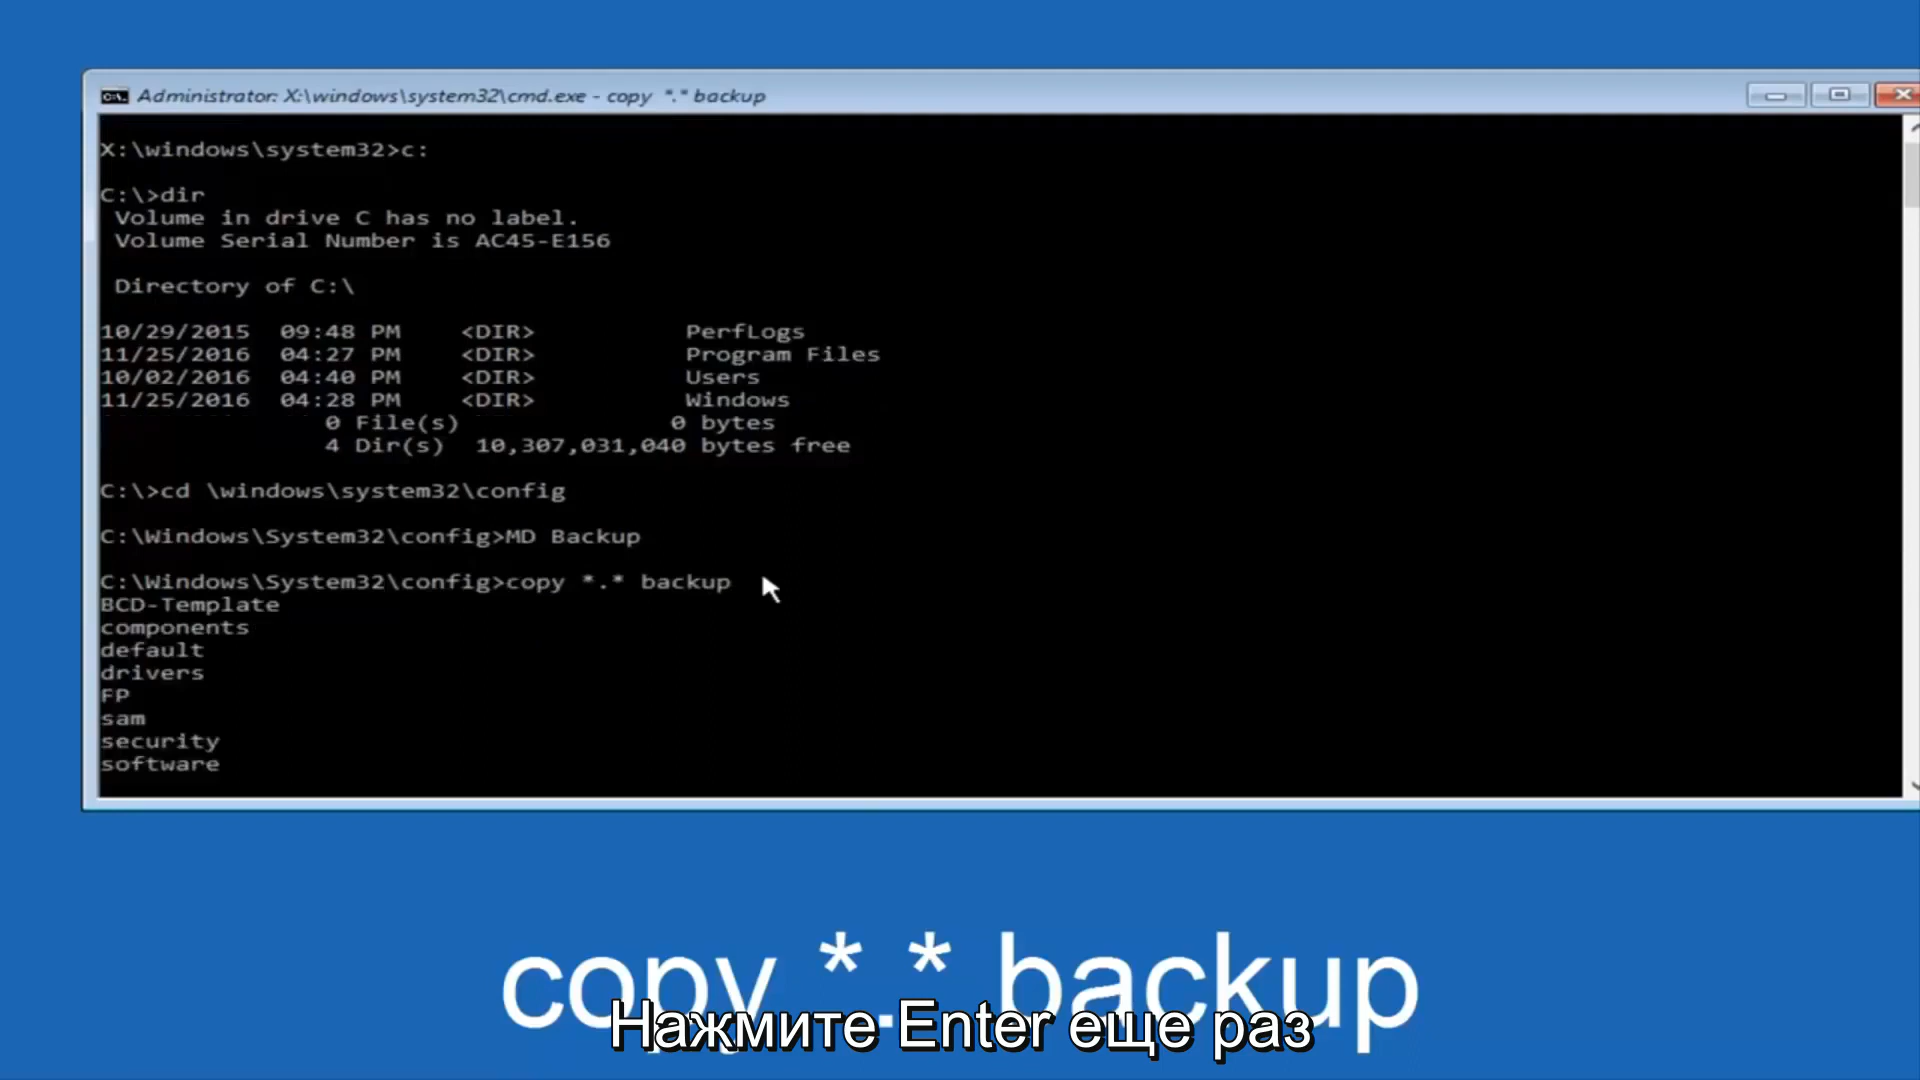 Administrator: X:\windows\system32\cmd.exe - copy *.* backup
X:\windows\system32>c:
C:\>dir
Volume in drive C has no label.
Volume Serial Number is AC45-E156
Directory of C:\
10/29/2015 09:48 PM <DIR> PerfLogs
11/25/2016 04:27 PM <DIR> Program Files
10/02/2016 04:40 PM <DIR> Users
11/25/2016 04:28 PM <DIR> Windows
0 File(s) 0 bytes
4 Dir(s) 10,307,031,040 bytes free
C:\>cd \windows\system32\config
C:\Windows\System32\config>MD Backup
C:\Windows\System32\config>copy *.* backup
BCD-Template
components
default
drivers
FP
sam
security
software
copy *.* backup
Нажмите Enter еще раз